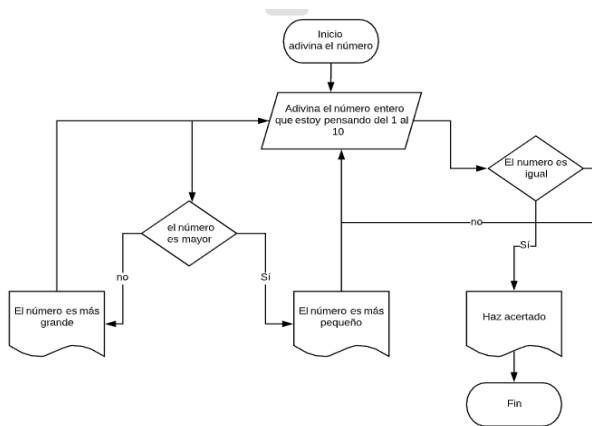 Inicio
adivina el número
Adivina el número entero
que estoy pensando del 1 al
10
El numero es
igual
el número
es mayor
no
no
Sí
Sí
El número es más
grande
El número es más
pequeño
Haz acertado
Fin